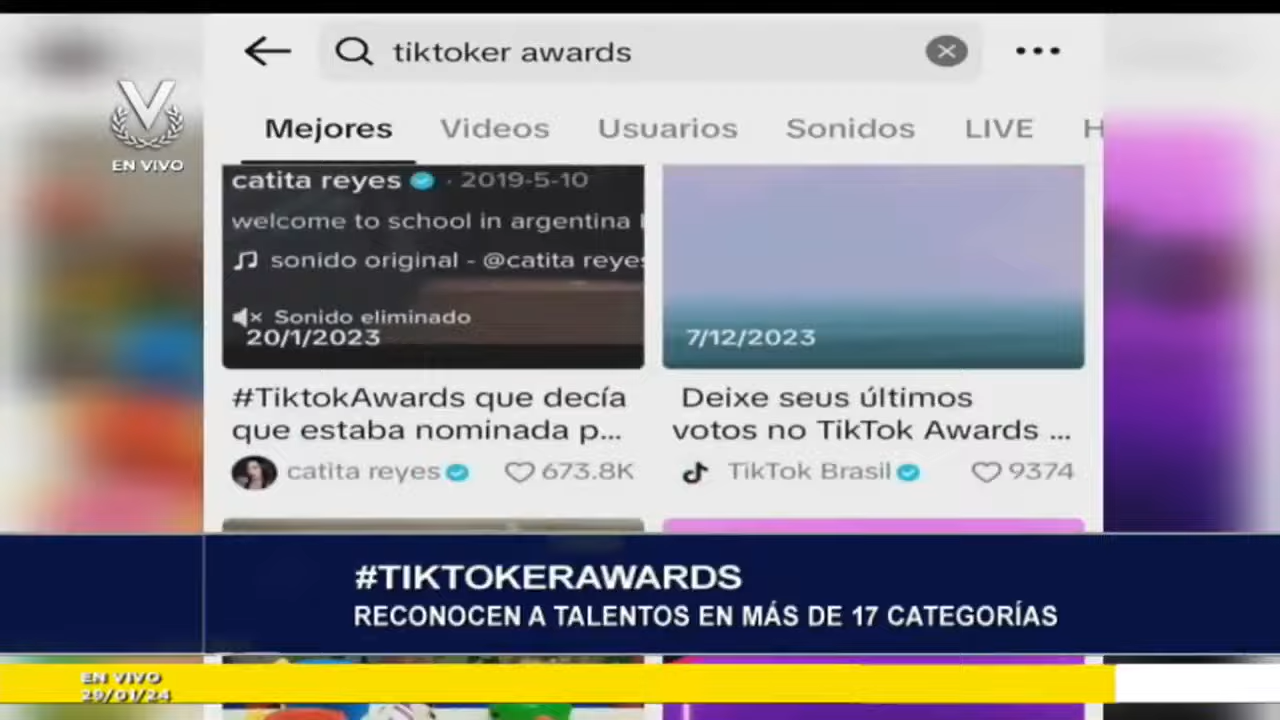 tiktoker awards
Mejores Videos Usuarios Sonidos LIVE H
V
EN VIVO
catita reyes · 2019-5-10
welcome to school in argentina
sonido original - @catita reyes
Sonido eliminado
20/1/2023
7/12/2023
#TiktokAwards que decía
que estaba nominada p...
catita reyes 673.8K
Deixe seus últimos
votos no TikTok Awards ...
TikTok Brasil 9374
#TIKTOKERAWARDS
RECONOCEN A TALENTOS EN MÁS DE 17 CATEGORÍAS
EN VIVO
29/01/24